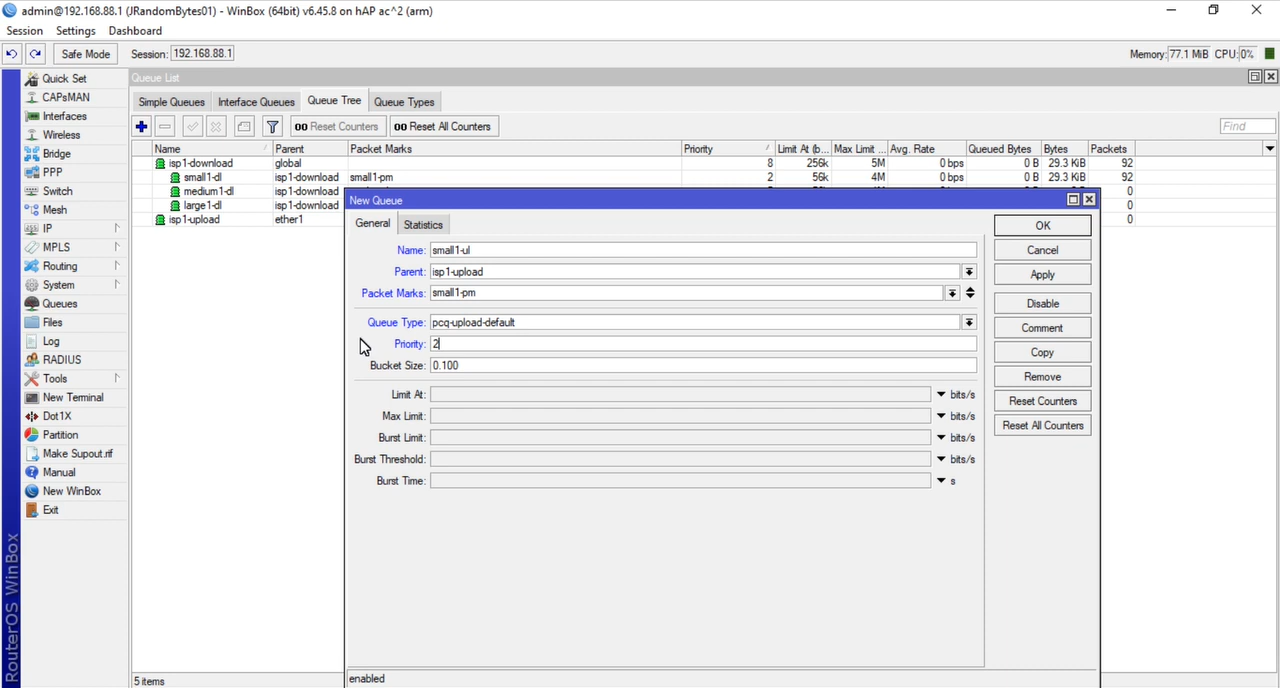 admin@192.168.88.1 (JRandomBytes01) - WinBox (64bit) v6.45.8 on hAP ac^2 (arm)
Session Settings Dashboard
Safe Mode Session: 192.168.88.1 Memory: 77.1 MiB CPU: 0%
Quick Set
CAPsMAN
Interfaces
Wireless
Bridge
PPP
Switch
Mesh
IP
MPLS
Routing
System
Queues
Files
Log
RADIUS
Tools
New Terminal
Dot1X
Partition
Make Supout.rif
Manual
New WinBox
Exit
RouterOS WinBox
Queue List
Simple Queues Interface Queues Queue Tree Queue Types
00 Reset Counters 00 Reset All Counters Find
Name Parent Packet Marks Priority Limit At (b... Max Limit ... Avg. Rate Queued Bytes Bytes Packets
isp1-download global 8 256k 5M 0 bps 0 B 29.3 KiB 92
small1-dl isp1-download small1-pm 2 56k 4M 0 bps 0 B 29.3 KiB 92
medium1-dl isp1-download 0
large1-dl isp1-download 0
isp1-upload ether1 0
New Queue
General Statistics
Name: small1-ul
Parent: isp1-upload
Packet Marks: small1-pm
Queue Type: pcq-upload-default
Priority: 2
Bucket Size: 0.100
Limit At: bits/s
Max Limit: bits/s
Burst Limit: bits/s
Burst Threshold: bits/s
Burst Time: s
OK
Cancel
Apply
Disable
Comment
Copy
Remove
Reset Counters
Reset All Counters
enabled
5 items